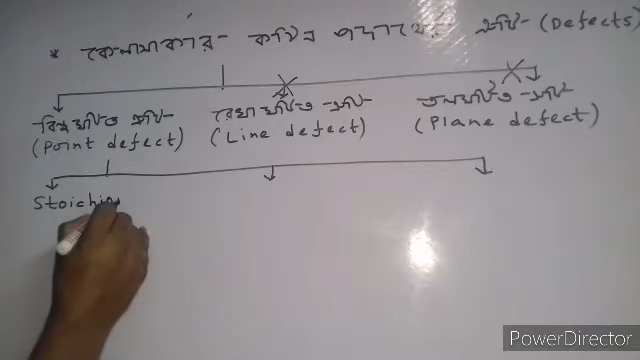 * কেলাসাকার- কঠিন পদার্থের ত্রুটি- (Defects)
বিন্দুঘটিত ত্রুটি- রেখাঘটিত ত্রুটি- তলঘটিত ত্রুটি-
(Point defect) (Line defect) (Plane defect)
Stoichi
PowerDirector